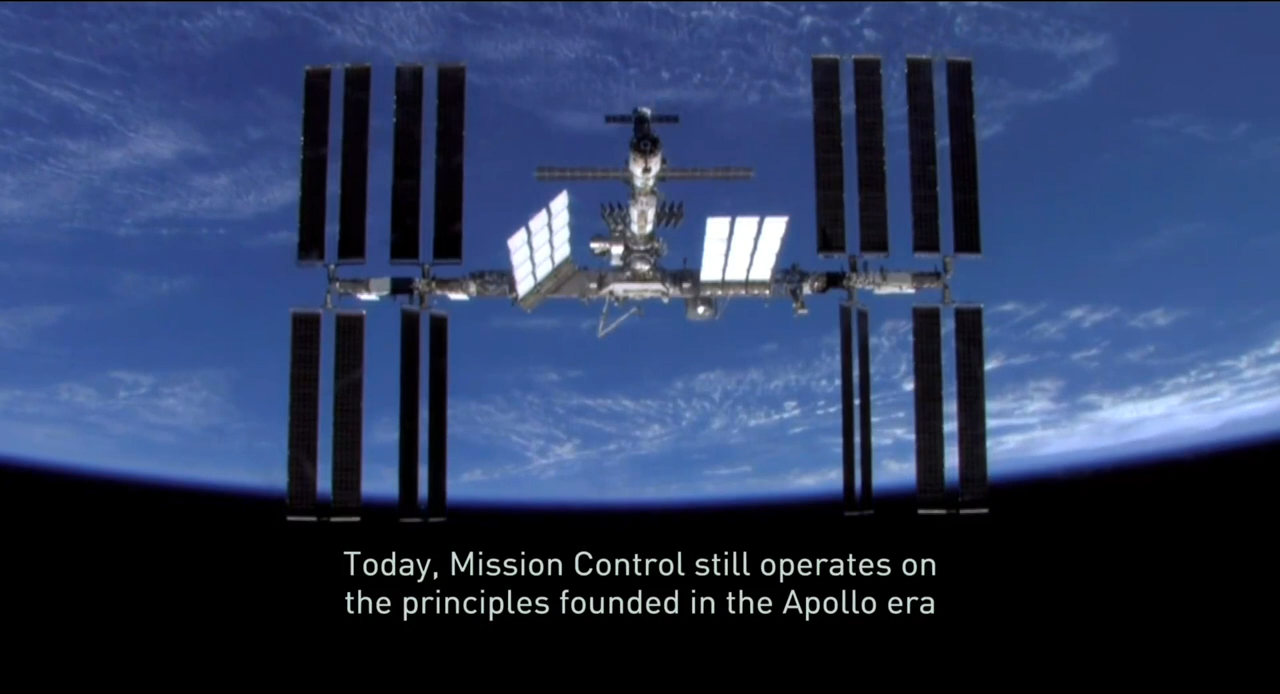 Today, Mission Control still operates on
the principles founded in the Apollo era